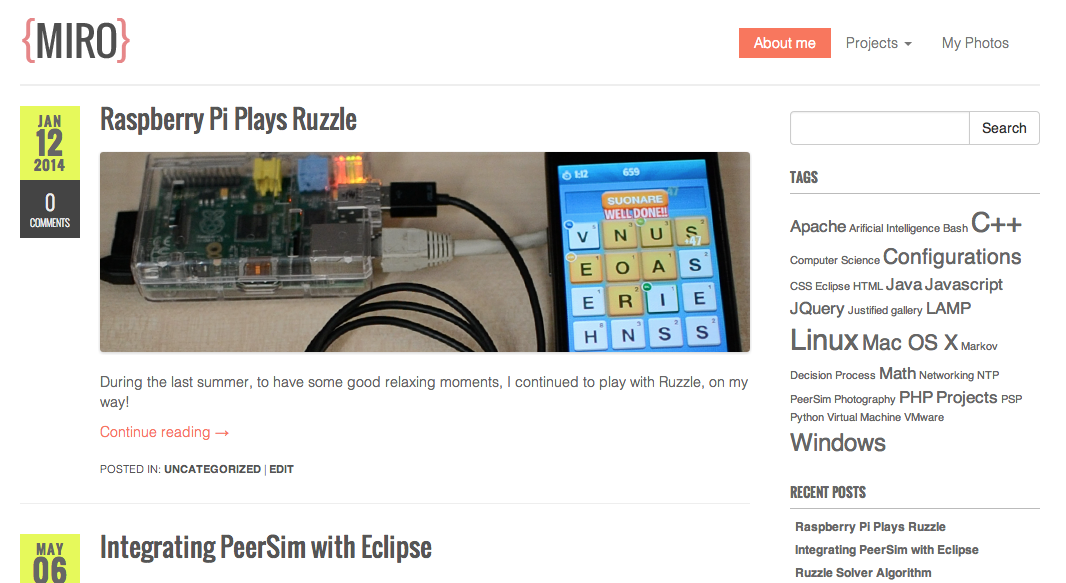 {MIRO}
About me
Projects
My Photos
JAN
12
2014
0
COMMENTS
Raspberry Pi Plays Ruzzle
1:12
659
SUONARE
WELL DONE!!
+47
V N U S
E O A S
E R I E
H N S S
During the last summer, to have some good relaxing moments, I continued to play with Ruzzle, on my
way!
Continue reading →
POSTED IN: UNCATEGORIZED | EDIT
MAY
06
Integrating PeerSim with Eclipse
Search
TAGS
Apache Arificial Intelligence Bash C++
Computer Science Configurations
CSS Eclipse HTML Java Javascript
JQuery Justified gallery LAMP
Linux Mac OS X Markov
Decision Process Math Networking NTP
PeerSim Photography PHP Projects PSP
Python Virtual Machine VMware
Windows
RECENT POSTS
Raspberry Pi Plays Ruzzle
Integrating PeerSim with Eclipse
Ruzzle Solver Algorithm